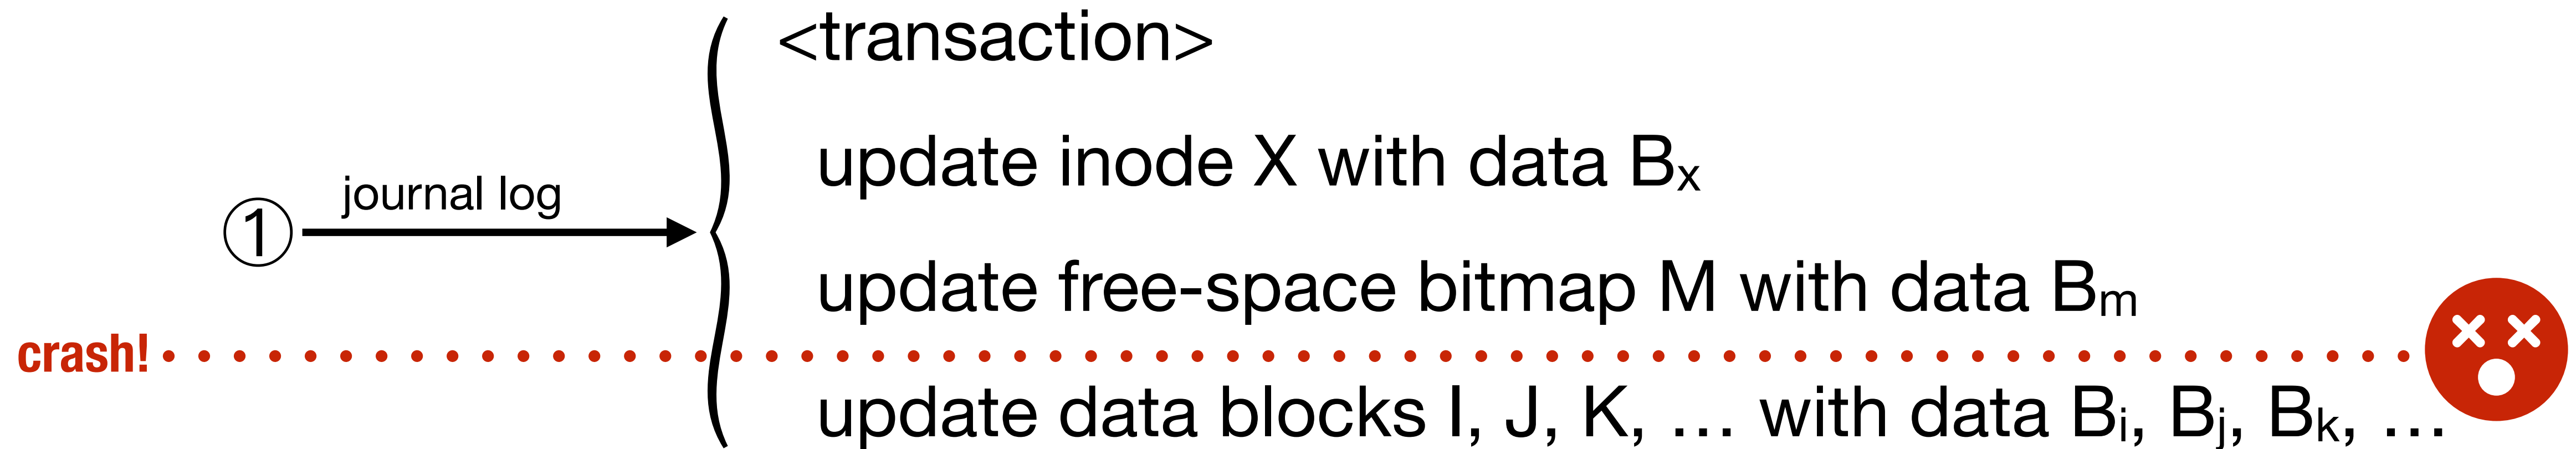 <transaction>
update inode X with data Bx
journal log
①
update free-space bitmap M with data Bm
crash!
update data blocks I, J, K, … with data Bi, Bj, Bk, …